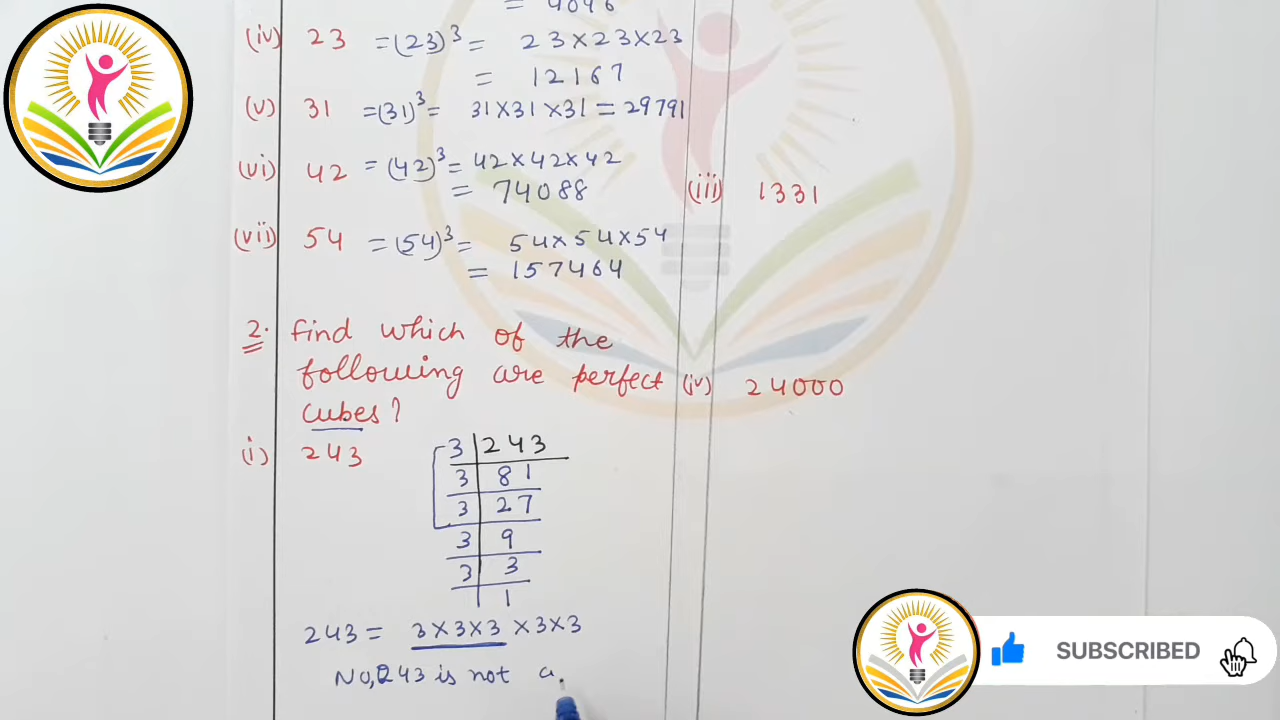 = 4096
(iv) 23 =(23)³= 23×23×23
= 12167
(v) 31 =(31)³= 31×31×31 = 29791
(vi) 42 = (42)³= 42×42×42
= 74088
(vii) 54 = (54)³= 54×54×54
= 157464
2. find which of the
following are perfect
cubes?
(i) 243
3 | 243
3 | 81
3 | 27
3 | 9
3 | 3
| 1
243 = 3×3×3 ×3×3
No, 243 is not a
(iii) 1331
(iv) 24000
SUBSCRIBED